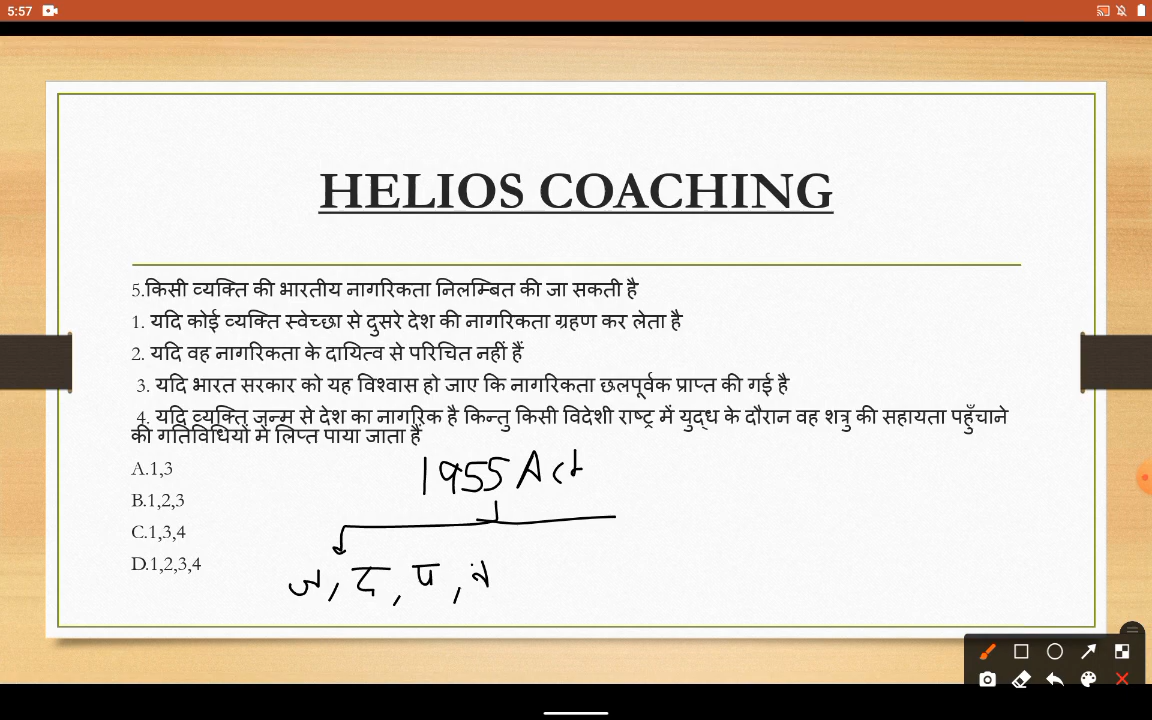 5:57
HELIOS COACHING
5.किसी व्यक्ति की भारतीय नागरिकता निलम्बित की जा सकती है
1. यदि कोई व्यक्ति स्वेच्छा से दुसरे देश की नागरिकता ग्रहण कर लेता है
2. यदि वह नागरिकता के दायित्व से परिचित नहीं हैं
3. यदि भारत सरकार को यह विश्वास हो जाए कि नागरिकता छलपूर्वक प्राप्त की गई है
4. यदि व्यक्ति जन्म से देश का नागरिक है किन्तु किसी विदेशी राष्ट्र में युद्ध के दौरान वह शत्रु की सहायता पहुँचाने
की गतिविधियों में लिप्त पाया जाता हैं
A.1,3
1955 Act
B.1,2,3
C.1,3,4
D.1,2,3,4
ज, द, प,